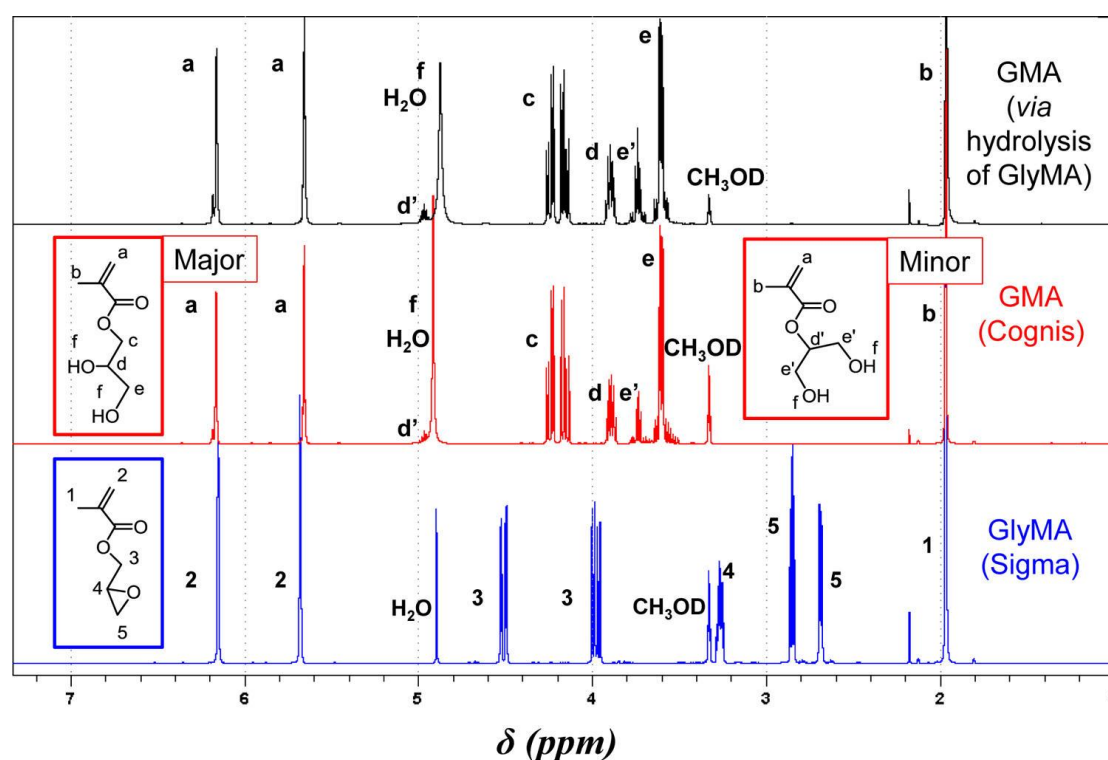 a
a
f
H₂O
c
d
e'
e
CH₃OD
b
d'
GMA
(via
hydrolysis
of GlyMA)
Major
a
b
O
O
f
c
HO
d
f
e
HO
a
a
f
H₂O
d'
c
d
e'
e
CH₃OD
b
Minor
a
b
O
O
d'
e'
f
e'
OH
f
OH
GMA
(Cognis)
2
1
O
O
3
4
O
5
2
2
H₂O
3
3
CH₃OD
4
5
5
1
GlyMA
(Sigma)
7
6
5
4
3
2
δ (ppm)